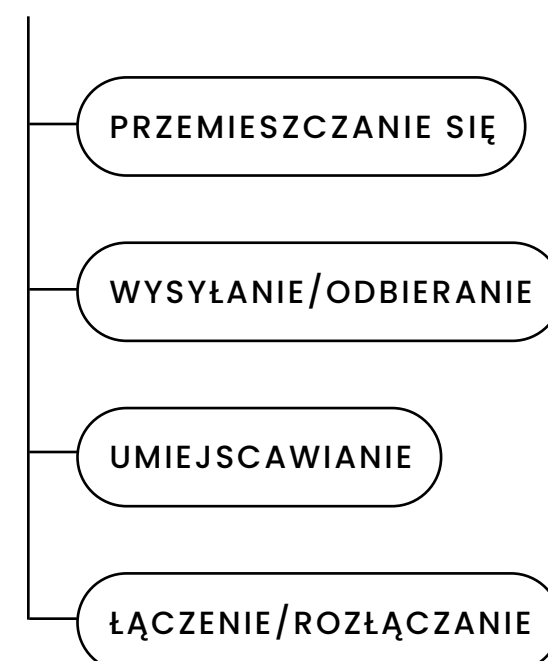 PRZEMIESZCZANIE SIĘ
WYSYŁANIE/ODBIERANIE
UMIEJSCAWIANIE
ŁĄCZENIE/ROZŁĄCZANIE